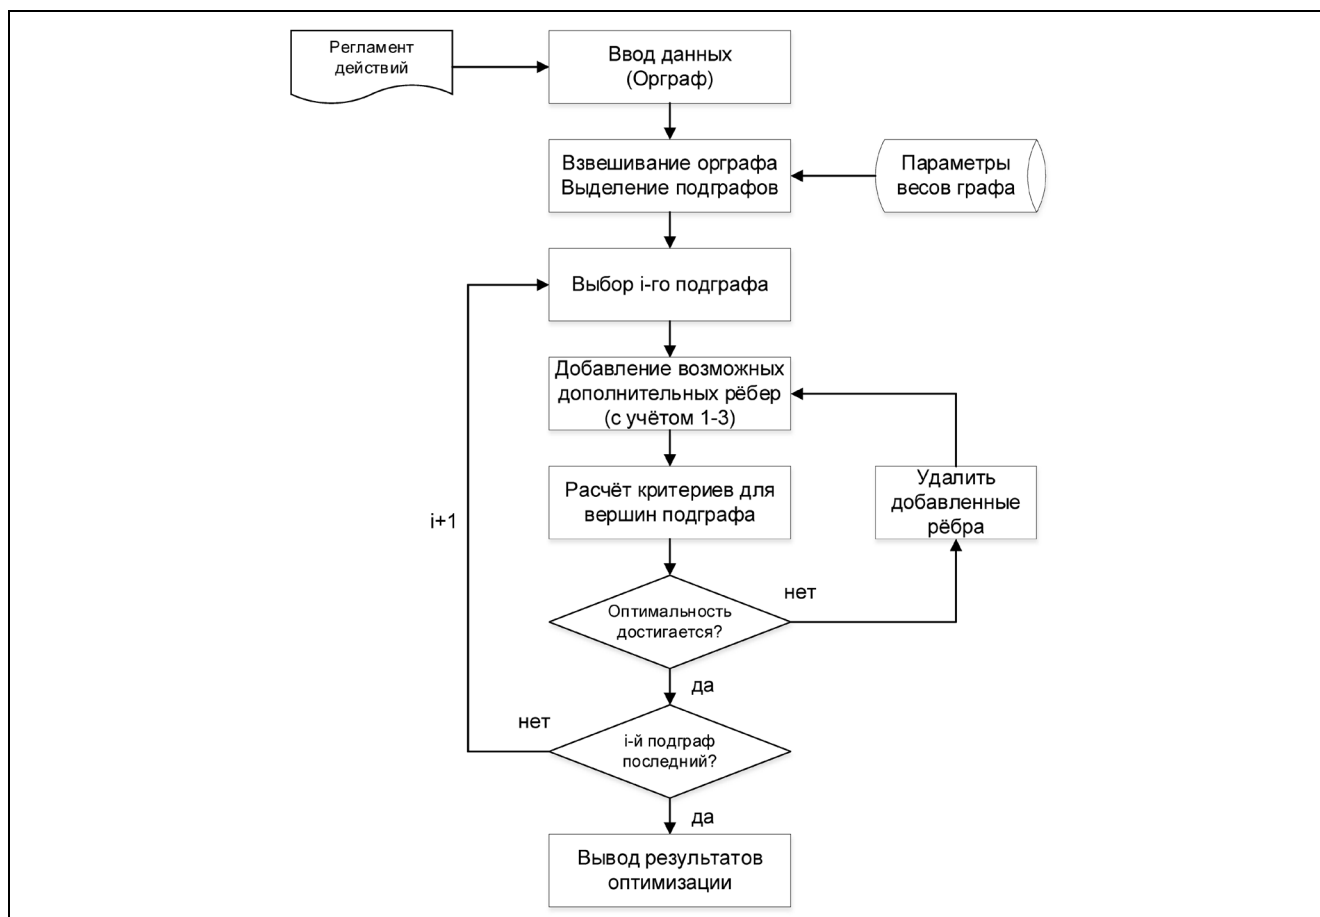 Регламент
действий
Ввод данных
(Орграф)
Взвешивание орграфа
Выделение подграфов
Параметры
весов графа
Выбор i-го подграфа
Добавление возможных
дополнительных рёбер
(с учётом 1-3)
Расчёт критериев для
вершин подграфа
Удалить
добавленные
рёбра
i+1
Оптимальность
достигается?
нет
да
нет
i-й подграф
последний?
да
Вывод результатов
оптимизации